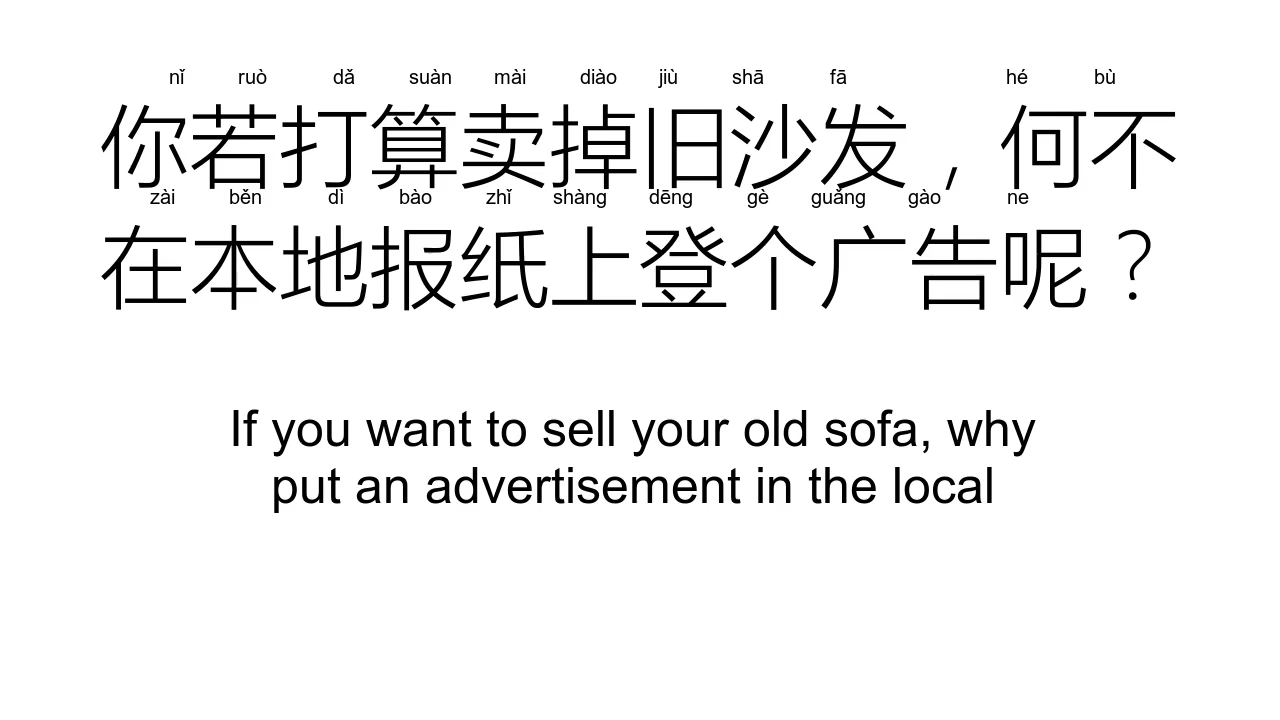 nǐ ruò dǎ suàn mài diào jiù shā fā hé bù
你若打算卖掉旧沙发，何不
zài běn dì bào zhǐ shàng dēng gè guǎng gào ne
在本地报纸上登个广告呢？
If you want to sell your old sofa, why
put an advertisement in the local